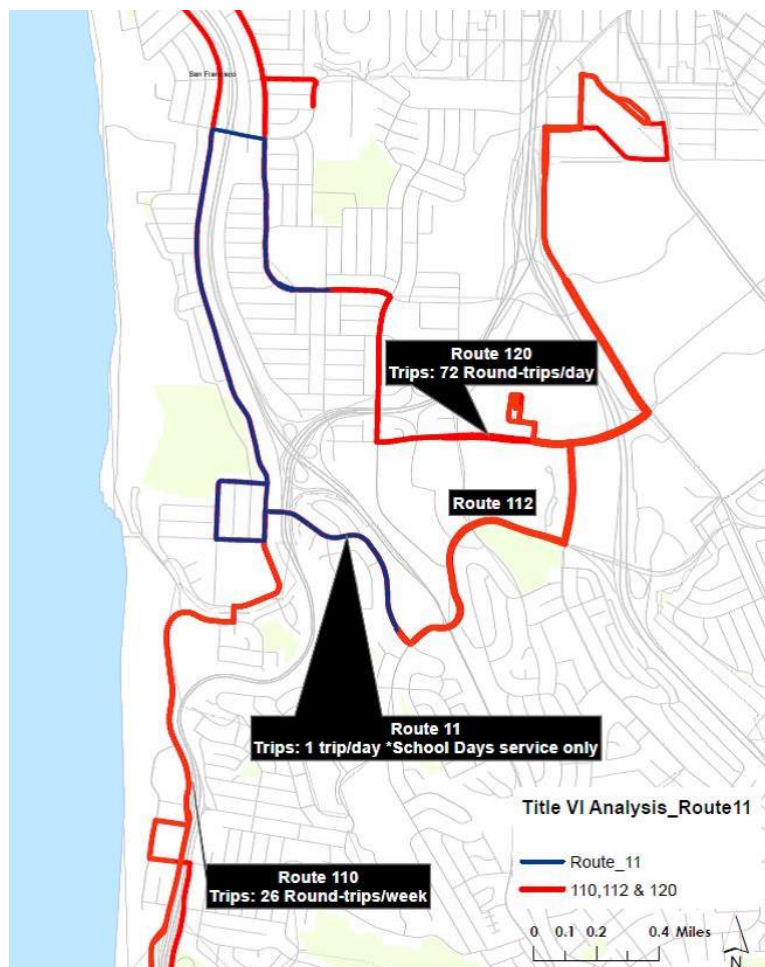 San Francisco
Route 120
Trips: 72 Round-trips/day
Route 112
Route 11
Trips: 1 trip/day *School Days service only
Title VI Analysis_Route11
Route_11
110,112 & 120
Route 110
Trips: 26 Round-trips/week
0 0.1 0.2 0.4 Miles
N